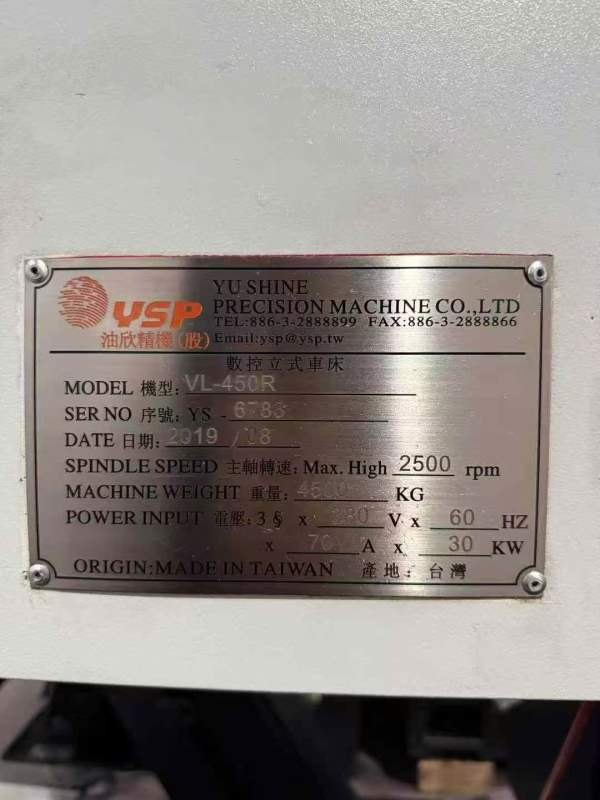 YSP
油欣精機(股)
YU SHINE
PRECISION MACHINE CO.,LTD
TEL:886-3-2888899 FAX:886-3-2888866
Email:ysp@ysp.tw
數控立式車床
MODEL 機型: VL-450R
SER NO 序號: YS - 6783
DATE 日期: 2019 /
SPINDLE SPEED 主軸轉速: Max. High 2500 rpm
MACHINE WEIGHT 重量: KG
POWER INPUT 電壓: 3 § x V x 60 HZ
x A x 30 KW
ORIGIN:MADE IN TAIWAN 產地: 台灣